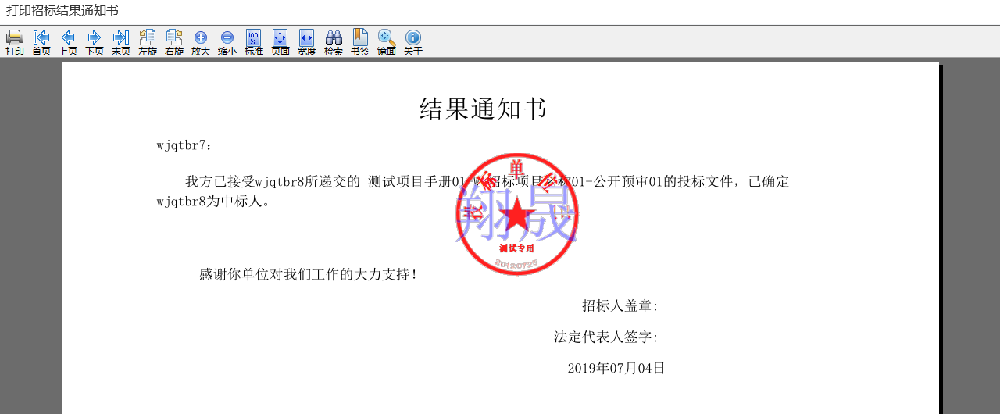 打印招标结果通知书
打印 首页 上页 下页 末页 左旋 右旋 放大 缩小 标准 页面 宽度 检索 书签 镜面 关于
结果通知书
wjqtbr7:
我方已接受wjqtbr8所递交的 测试项目手册01-W招标项目名称01-公开预审01的投标文件，已确定
wjqtbr8为中标人。
投标单位
翔晟
测试专用
20120725
感谢你单位对我们工作的大力支持！
招标人盖章:
法定代表人签字:
2019年07月04日